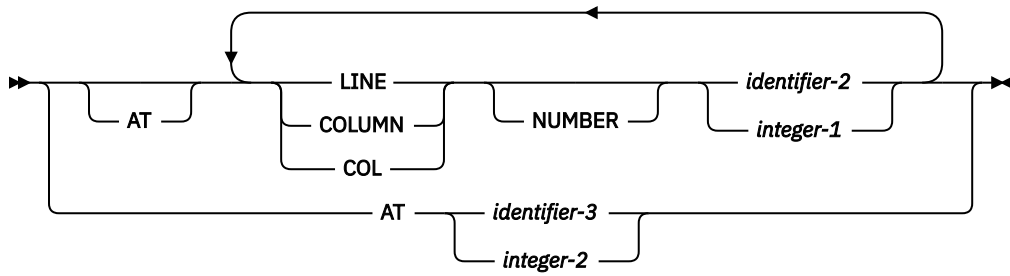 LINE identifier-2
AT COLUMN NUMBER integer-1
COL
AT identifier-3
integer-2